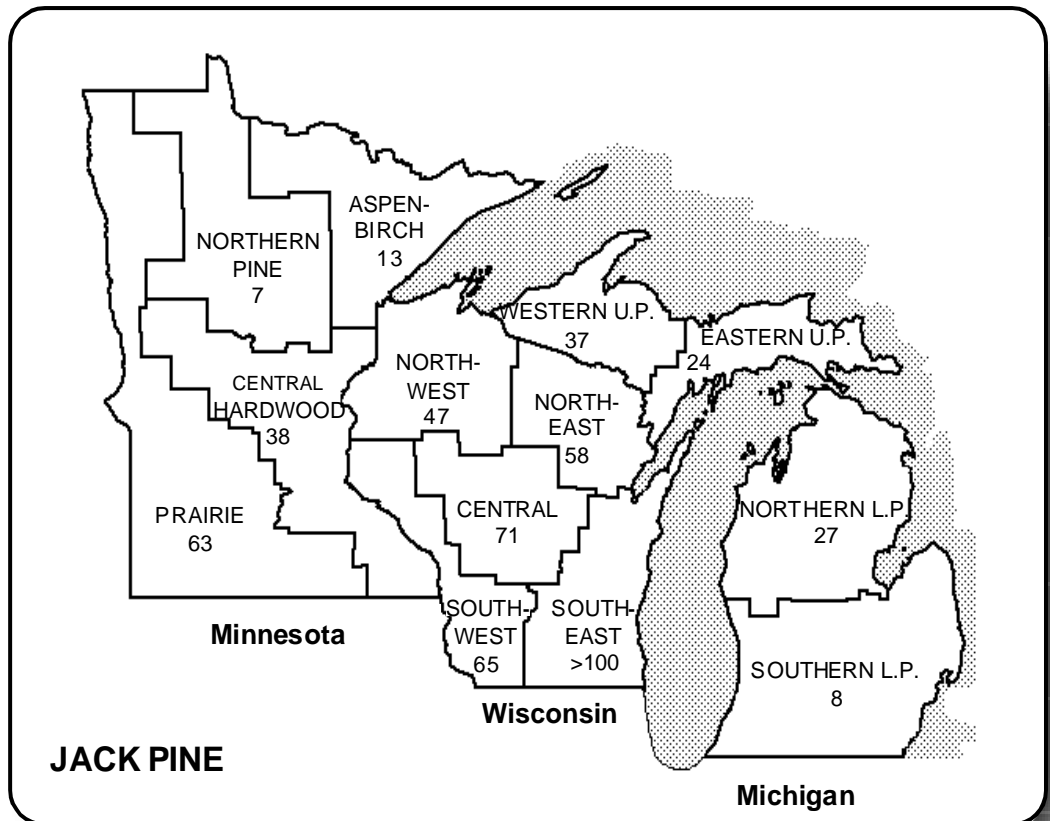 ASPEN-
BIRCH
13
NORTHERN
PINE
7
WESTERN U.P.
37
EASTERN U.P.
24
CENTRAL
HARDWOOD
38
NORTH-
WEST
47
NORTH-
EAST
58
PRAIRIE
63
CENTRAL
71
NORTHERN L.P.
27
SOUTH-
WEST
65
SOUTH-
EAST
>100
SOUTHERN L.P.
8
Minnesota
Wisconsin
Michigan
JACK PINE